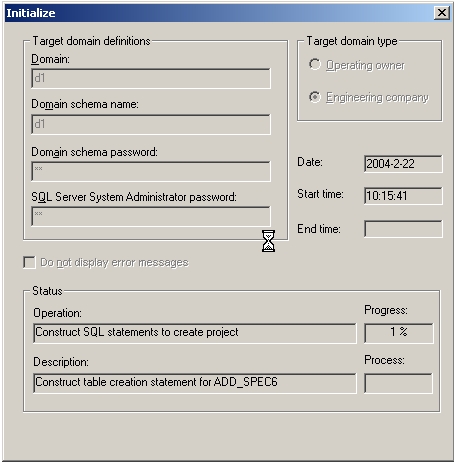 Initialize
Target domain definitions
Domain:
d1
Domain schema name:
d1
Domain schema password:
**
SQL Server System Administrator password:
**
Target domain type
Operating owner
Engineering company
Date:
2004-2-22
Start time:
10:15:41
End time:
Do not display error messages
Status
Operation:
Construct SQL statements to create project
Progress:
1 %
Description:
Construct table creation statement for ADD_SPEC6
Process: